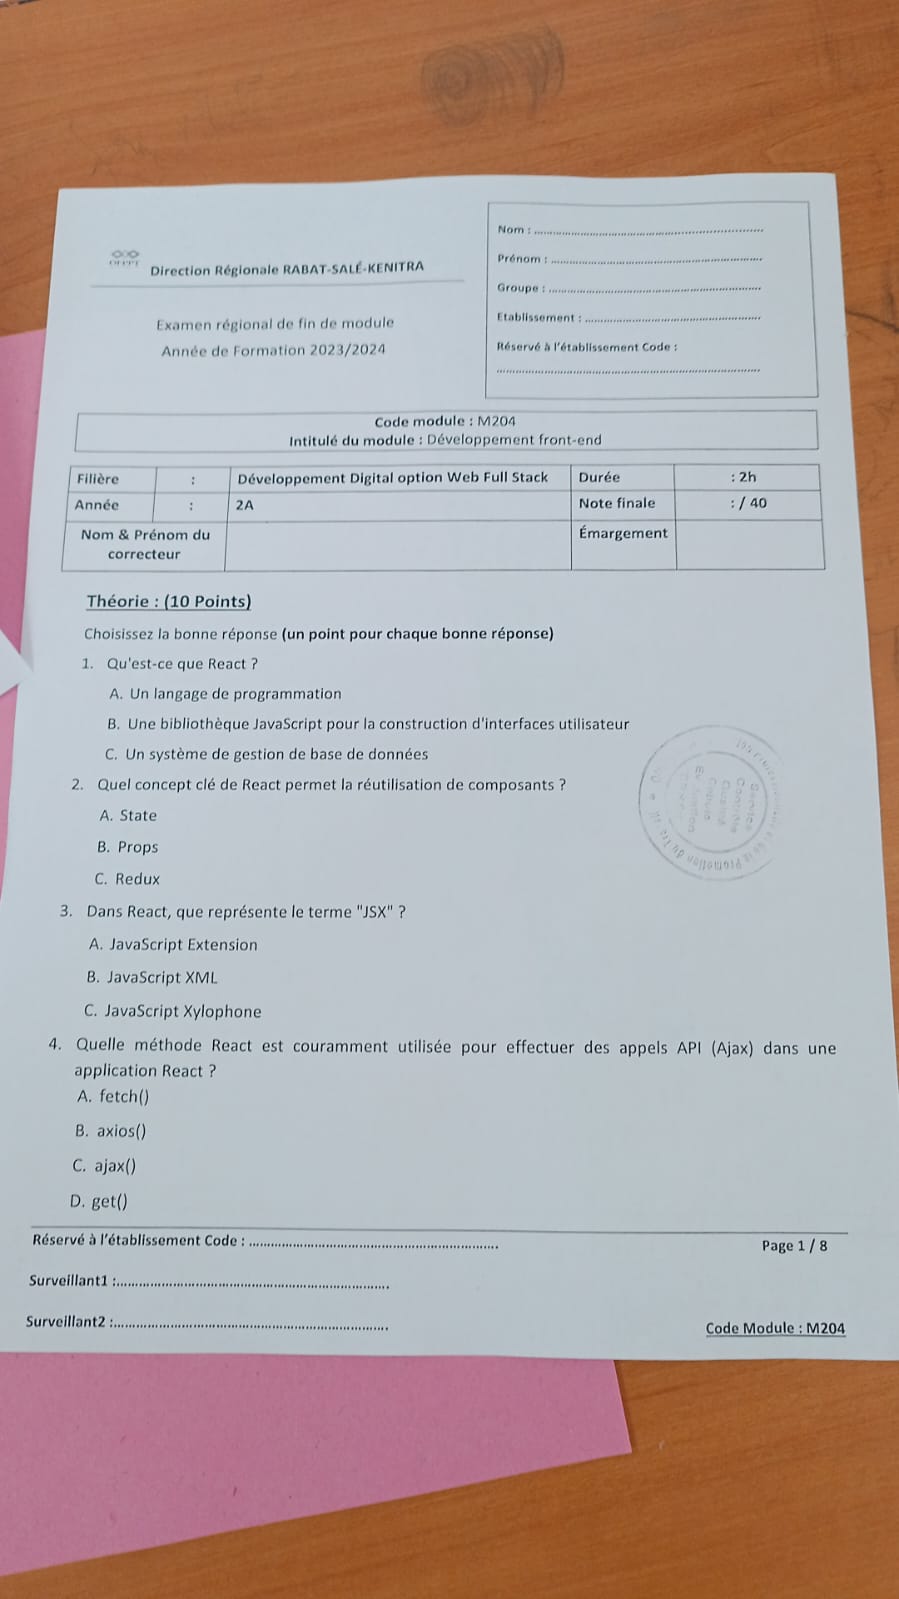 OFPPT
Direction Régionale RABAT-SALÉ-KENITRA
Examen régional de fin de module
Année de Formation 2023/2024
Nom :
Prénom :
Groupe :
Etablissement :
Réservé à l'établissement Code :
Code module : M204
Intitulé du module : Développement front-end
Filière : Développement Digital option Web Full Stack Durée : 2h
Année : 2A Note finale : / 40
Nom & Prénom du correcteur Émargement
Théorie : (10 Points)
Choisissez la bonne réponse (un point pour chaque bonne réponse)
1. Qu'est-ce que React ?
A. Un langage de programmation
B. Une bibliothèque JavaScript pour la construction d'interfaces utilisateur
C. Un système de gestion de base de données
2. Quel concept clé de React permet la réutilisation de composants ?
A. State
B. Props
C. Redux
3. Dans React, que représente le terme "JSX" ?
A. JavaScript Extension
B. JavaScript XML
C. JavaScript Xylophone
4. Quelle méthode React est couramment utilisée pour effectuer des appels API (Ajax) dans une
application React ?
A. fetch()
B. axios()
C. ajax()
D. get()
Réservé à l'établissement Code :
Page 1 / 8
Surveillant1 :
Surveillant2 :
Code Module : M204